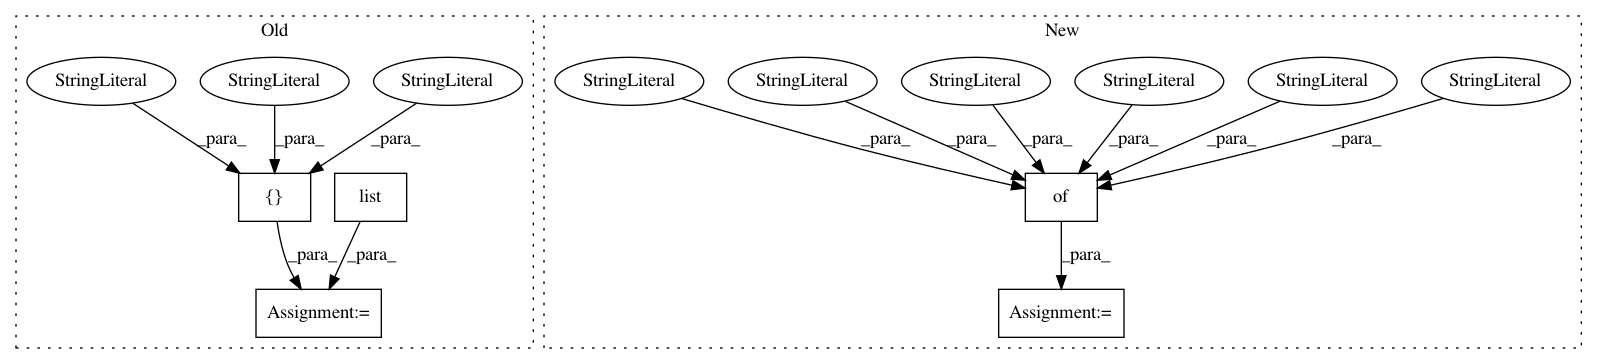 Old
New
StringLiteral StringLiteral StringLiteral StringLiteral StringLiteral StringLiteral StringLiteral StringLiteral StringLiteral
_para_ _para_ _para_ _para_ _para_ _para_ _para_ _para_ _para_
{} list of
_para_ _para_ _para_
Assignment:= Assignment:=